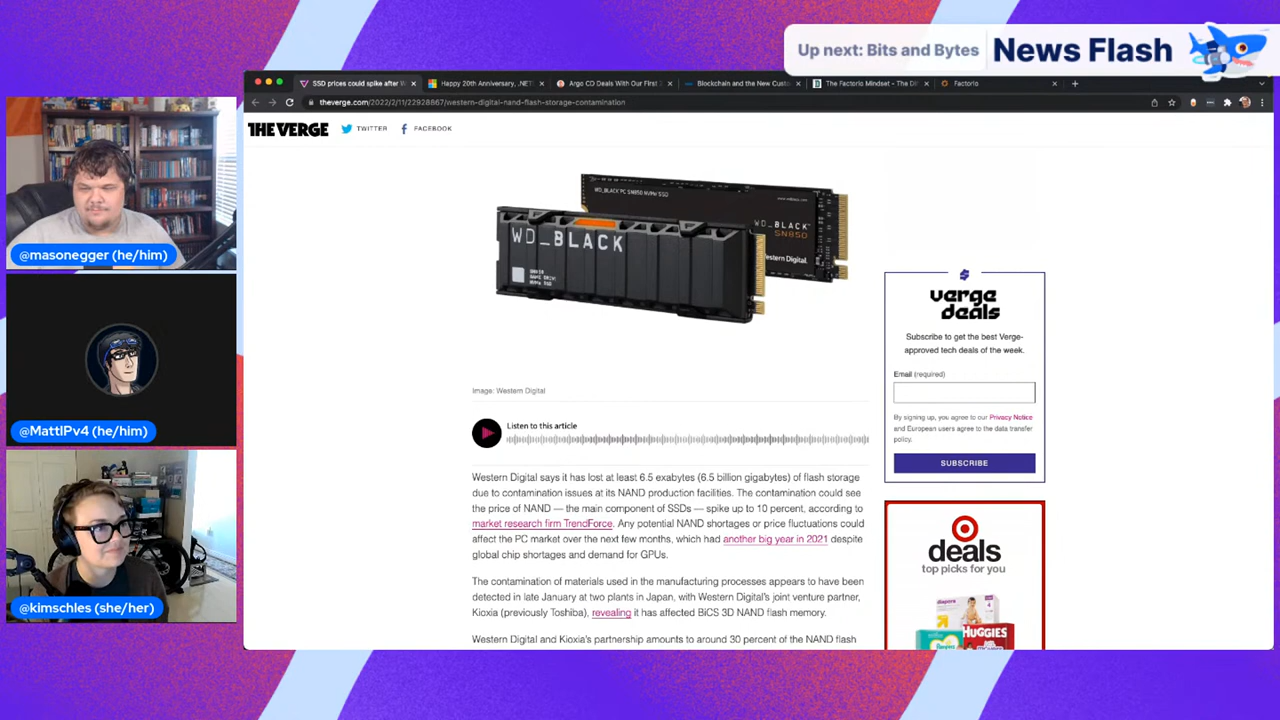 Up next: Bits and Bytes
News Flash
SSD prices could spike after W
Happy 20th Anniversary, .NET
Argo CD Deals With Our First
Blockchain and the New Custo
The Factorio Mindset - The Dif
Factorio
theverge.com/2022/2/11/22928867/western-digital-nand-flash-storage-contamination
THE VERGE
TWITTER
FACEBOOK
WD_BLACK PC SN850 NVMe SSD
WD_BLACK
SN850
Western Digital.
WD_BLACK
Image: Western Digital
Listen to this article
Western Digital says it has lost at least 6.5 exabytes (6.5 billion gigabytes) of flash storage
due to contamination issues at its NAND production facilities. The contamination could see
the price of NAND — the main component of SSDs — spike up to 10 percent, according to
market research firm TrendForce. Any potential NAND shortages or price fluctuations could
affect the PC market over the next few months, which had another big year in 2021 despite
global chip shortages and demand for GPUs.
The contamination of materials used in the manufacturing processes appears to have been
detected in late January at two plants in Japan, with Western Digital's joint venture partner,
Kioxia (previously Toshiba), revealing it has affected BiCS 3D NAND flash memory.
Western Digital and Kioxia's partnership amounts to around 30 percent of the NAND flash
verge
deals
Subscribe to get the best Verge-
approved tech deals of the week.
Email (required)
By signing up, you agree to our Privacy Notice
and European users agree to the data transfer
policy.
SUBSCRIBE
deals
top picks for you
HUGGIES
@masonegger (he/him)
@MattIPv4 (he/him)
@kimschles (she/her)